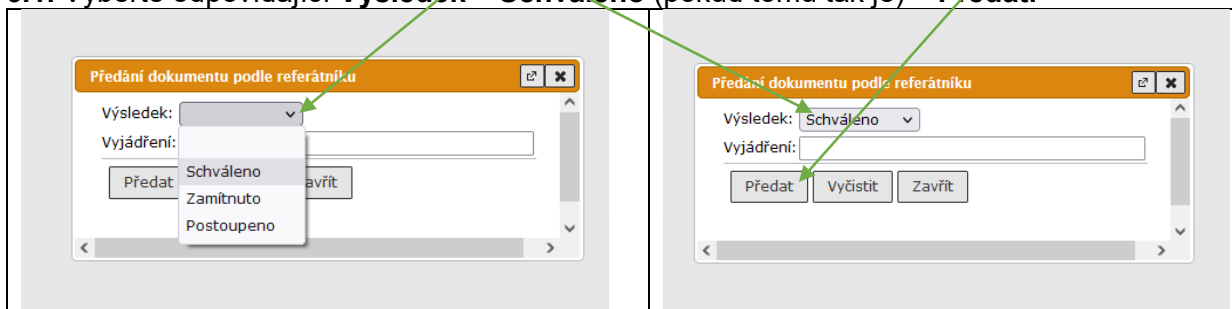 Vyberte odpovídající Výsledek – Schváleno (pokud tomu tak je) – Předat.
Předání dokumentu podle referátníku
Výsledek:
Vyjádření:
Schváleno
Předat
avřít
Zamítnuto
Postoupeno
Předání dokumentu podle referátníku
Výsledek: Schváleno
Vyjádření:
Předat Vyčistit Zavřít